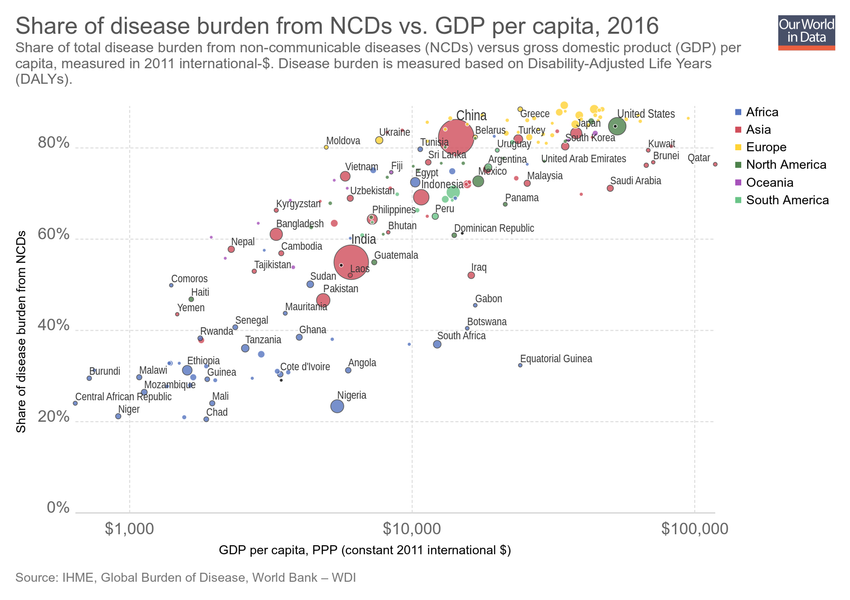 Share of disease burden from NCDs vs. GDP per capita, 2016
Our World
in Data
Share of total disease burden from non-communicable diseases (NCDs) versus gross domestic product (GDP) per
capita, measured in 2011 international-$. Disease burden is measured based on Disability-Adjusted Life Years
(DALYs).
China
Greece
United States
Africa
Ukraine
Belarus
Turkey
Japan
Asia
80%
Moldova
Tunisia
Uruguay
South Korea
Kuwait
Europe
Sri Lanka
Argentina
United Arab Emirates
Brunei
Qatar
North America
Vietnam
Fiji
Egypt
Mexico
Malaysia
Oceania
Uzbekistan
Indonesia
Saudi Arabia
South America
Kyrgyzstan
Philippines
Peru
Panama
Bangladesh
Bhutan
Dominican Republic
60%
Nepal
Cambodia
India
Guatemala
Tajikistan
Laos
Iraq
Comoros
Sudan
Haiti
Pakistan
Gabon
Yemen
Mauritania
Senegal
Botswana
40%
Rwanda
Ghana
South Africa
Tanzania
Burundi
Malawi
Ethiopia
Cote d'Ivoire
Angola
Equatorial Guinea
Mozambique
Guinea
Central African Republic
Mali
Nigeria
Niger
Chad
20%
0%
$1,000
$10,000
$100,000
Share of disease burden from NCDs
GDP per capita, PPP (constant 2011 international $)
Source: IHME, Global Burden of Disease, World Bank – WDI